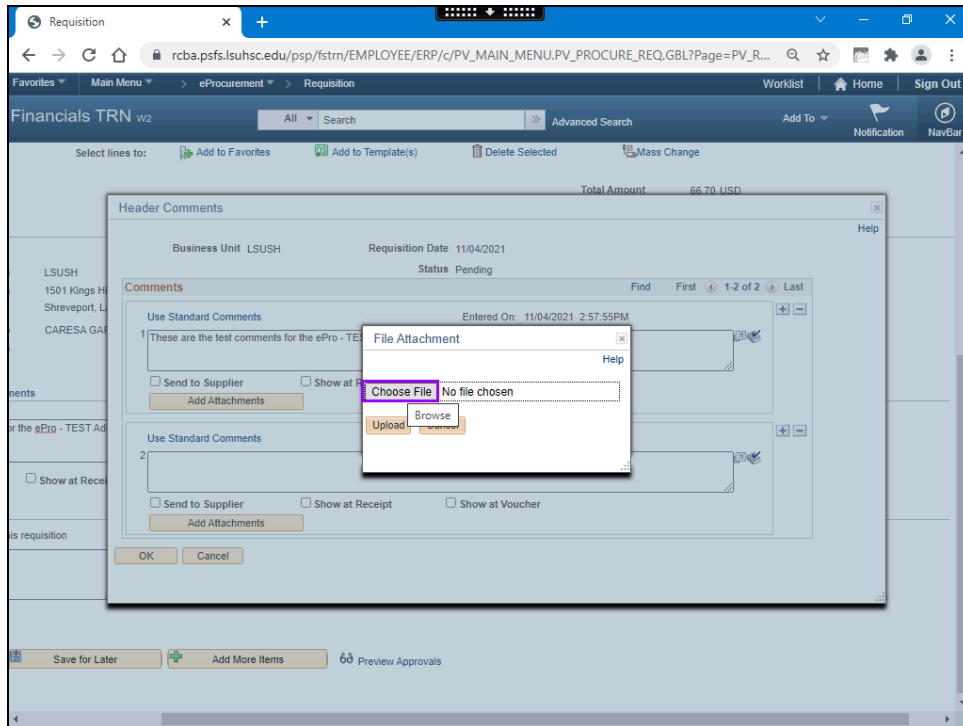 Requisition
rcba.psfs.lsuhsc.edu/psp/fstrn/EMPLOYEE/ERP/c/PV_MAIN_MENU.PV_PROCURE_REQ.GBL?Page=PV_R...
Favorites Main Menu > eProcurement > Requisition Worklist Home Sign Out
Financials TRN W2 All Search Advanced Search Add To Notification NavBar
Select lines to: Add to Favorites Add to Template(s) Delete Selected Mass Change
Total Amount 66.70 USD
Header Comments
Help
Business Unit LSUSH Requisition Date 11/04/2021
Status Pending
LSUSH
1501 Kings Hi
Shreveport, L
CARESA GAR
Comments Find First 1-2 of 2 Last
Use Standard Comments Entered On: 11/04/2021 2:57:55PM
1 These are the test comments for the ePro - TES
Send to Supplier Show at R
Add Attachments
File Attachment
Help
Choose File No file chosen
Browse
Upload Cancel
Use Standard Comments
2
Send to Supplier Show at Receipt Show at Voucher
Add Attachments
OK Cancel
ments
or the ePro - TEST Ad
Show at Recei
is requisition
Save for Later Add More Items Preview Approvals